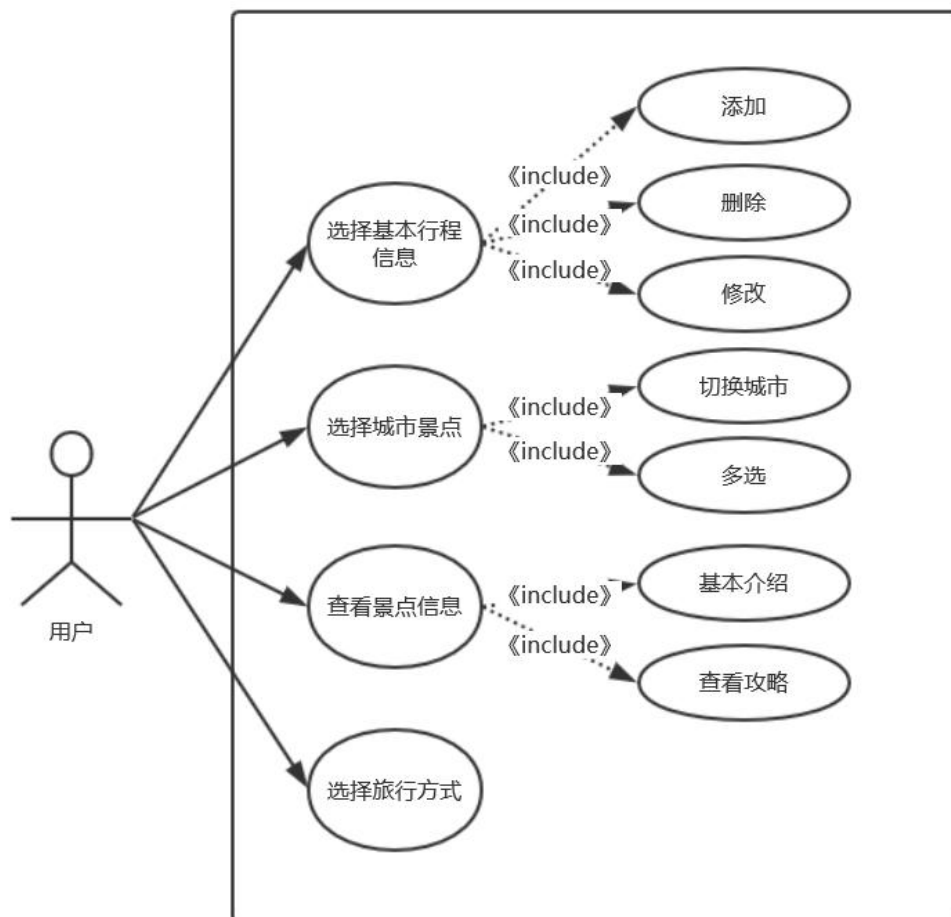 添加
《include》
选择基本行程
信息
《include》
删除
《include》
修改
选择城市景点
《include》
切换城市
《include》
多选
用户
查看景点信息
《include》
基本介绍
《include》
查看攻略
选择旅行方式